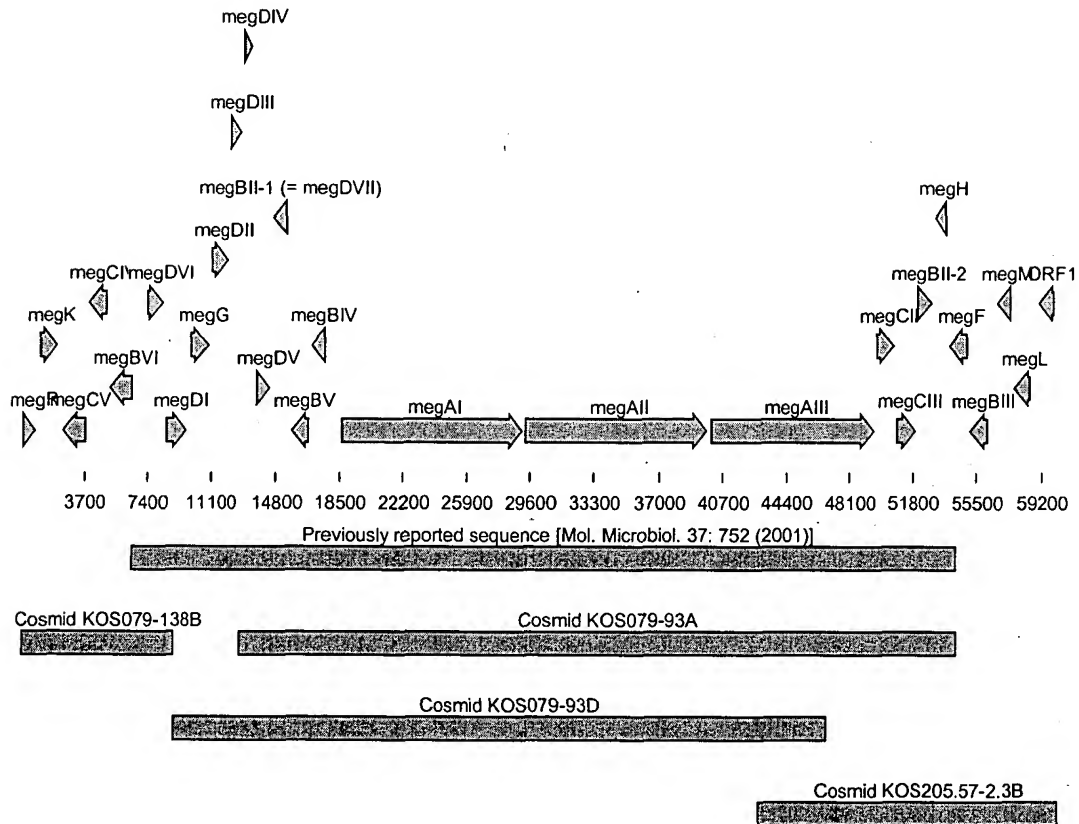 megDIV
megDIII
megBII-1 (= megDVII)
megH
megDII
megCIV megDVI
megBII-2 megM ORF1
megK
megG
megBIV
megCII megF
megBVI
megDV
megL
megR megCV
megDI
megBV
megAI
megAII
megAIII
megCIII megBIII
3700 7400 11100 14800 18500 22200 25900 29600 33300 37000 40700 44400 48100 51800 55500 59200
Previously reported sequence [Mol. Microbiol. 37: 752 (2001)]
Cosmid KOS079-138B
Cosmid KOS079-93A
Cosmid KOS079-93D
Cosmid KOS205.57-2.3B